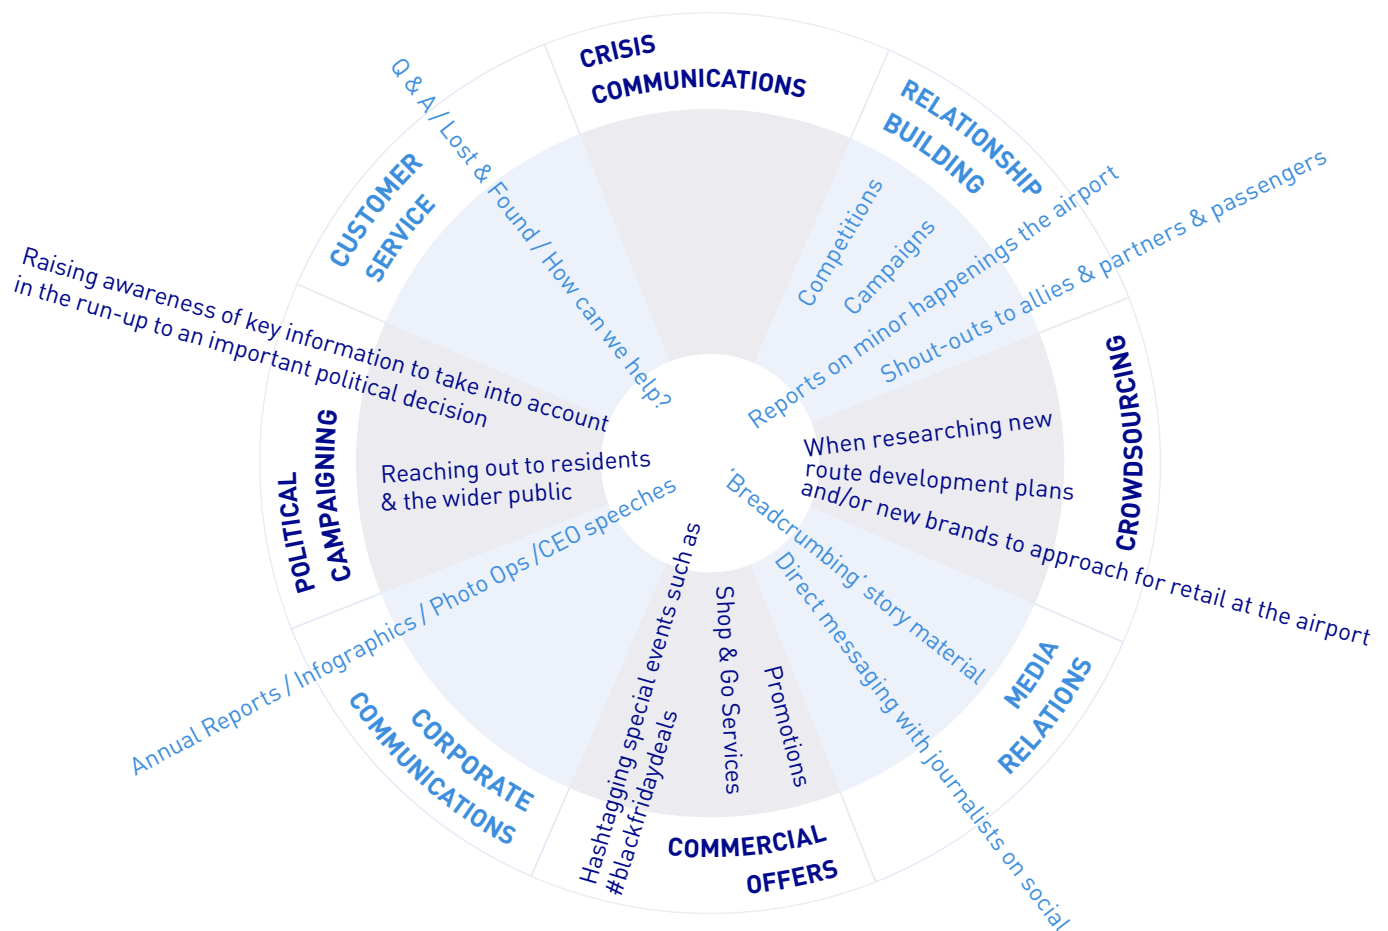 CRISIS
COMMUNICATIONS
RELATIONSHIP
BUILDING
Competitions
Campaigns
Reports on minor happenings the airport
Shout-outs to allies & partners & passengers
CROWDSOURCING
When researching new
route development plans
and/or new brands to approach for retail at the airport
MEDIA
RELATIONS
‘Breadcrumbing’ story material
Direct messaging with journalists on social
COMMERCIAL
OFFERS
Promotions
Shop & Go Services
Hashtagging special events such as
#blackfridaydeals
CORPORATE
COMMUNICATIONS
Annual Reports / Infographics / Photo Ops /CEO speeches
POLITICAL
CAMPAIGNING
Reaching out to residents
& the wider public
Raising awareness of key information to take into account
in the run-up to an important political decision
CUSTOMER
SERVICE
Q & A / Lost & Found / How can we help?